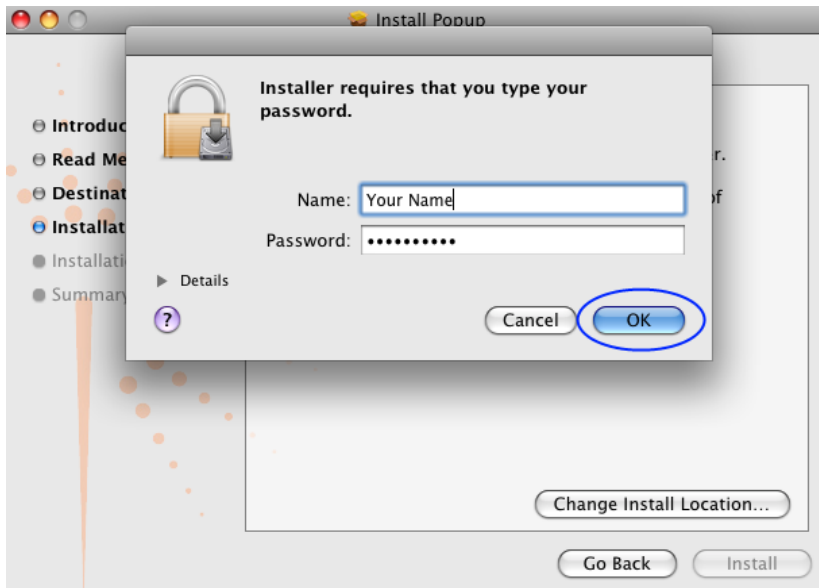 Install Popup
Installer requires that you type your
password.
Introduc
r.
Read Me
Destinat
Name: Your Name
of
Installat
Password: ••••••••••
Installati
Details
Summary
?
Cancel
OK
Change Install Location...
Go Back
Install